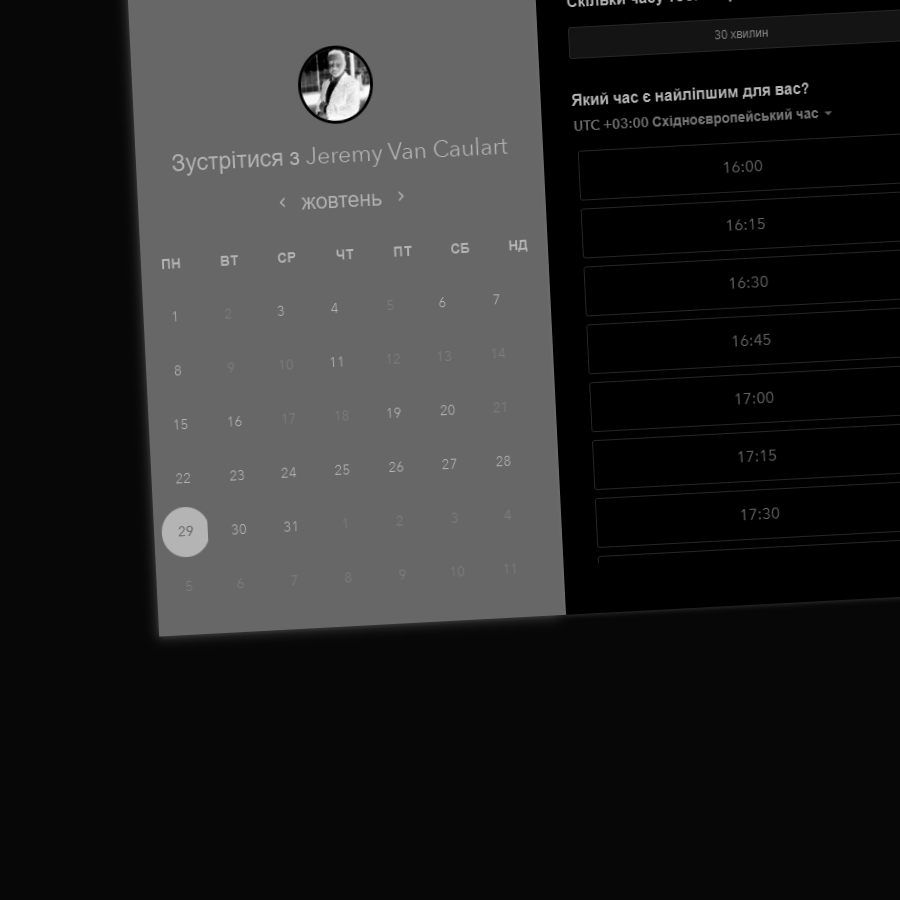 Зустрітися з Jeremy Van Caulart
жовтень
ПН ВТ СР ЧТ ПТ СБ НД
1 2 3 4 5 6 7
8 9 10 11 12 13 14
15 16 17 18 19 20 21
22 23 24 25 26 27 28
29 30 31 1 2 3 4
5 6 7 8 9 10 11
Скільки часу
30 хвилин
Який час є найліпшим для вас?
UTC +03:00 Східноєвропейський час
16:00
16:15
16:30
16:45
17:00
17:15
17:30